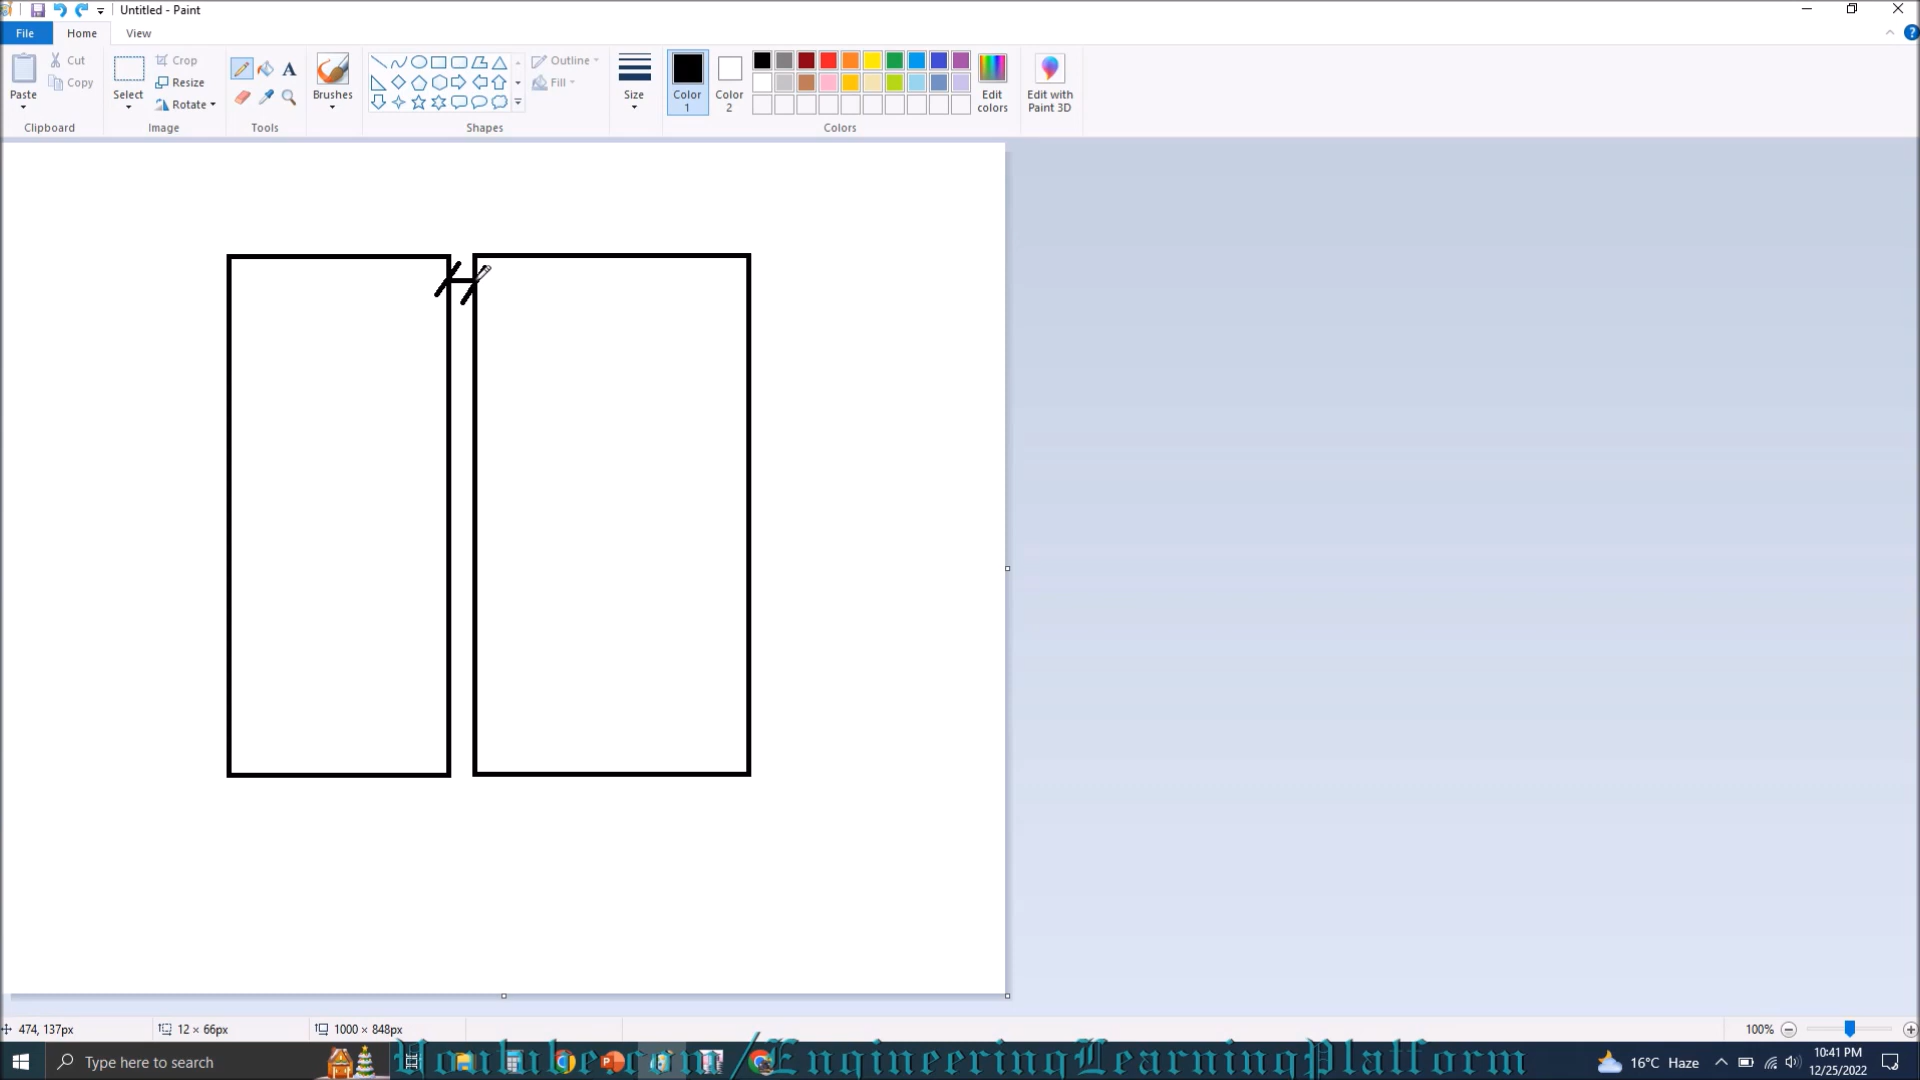 Untitled - Paint
File
Home
View
Paste
Cut
Copy
Clipboard
Select
Crop
Resize
Rotate
Image
A
Tools
Brushes
Outline
Fill
Shapes
Size
Color
1
Color
2
Edit
colors
Colors
Edit with
Paint 3D
474, 137px
12 × 66px
1000 × 848px
100%
Type here to search
Youtube.com/EngineeringLearningPlatform
16°C Haze
10:41 PM
12/25/2022